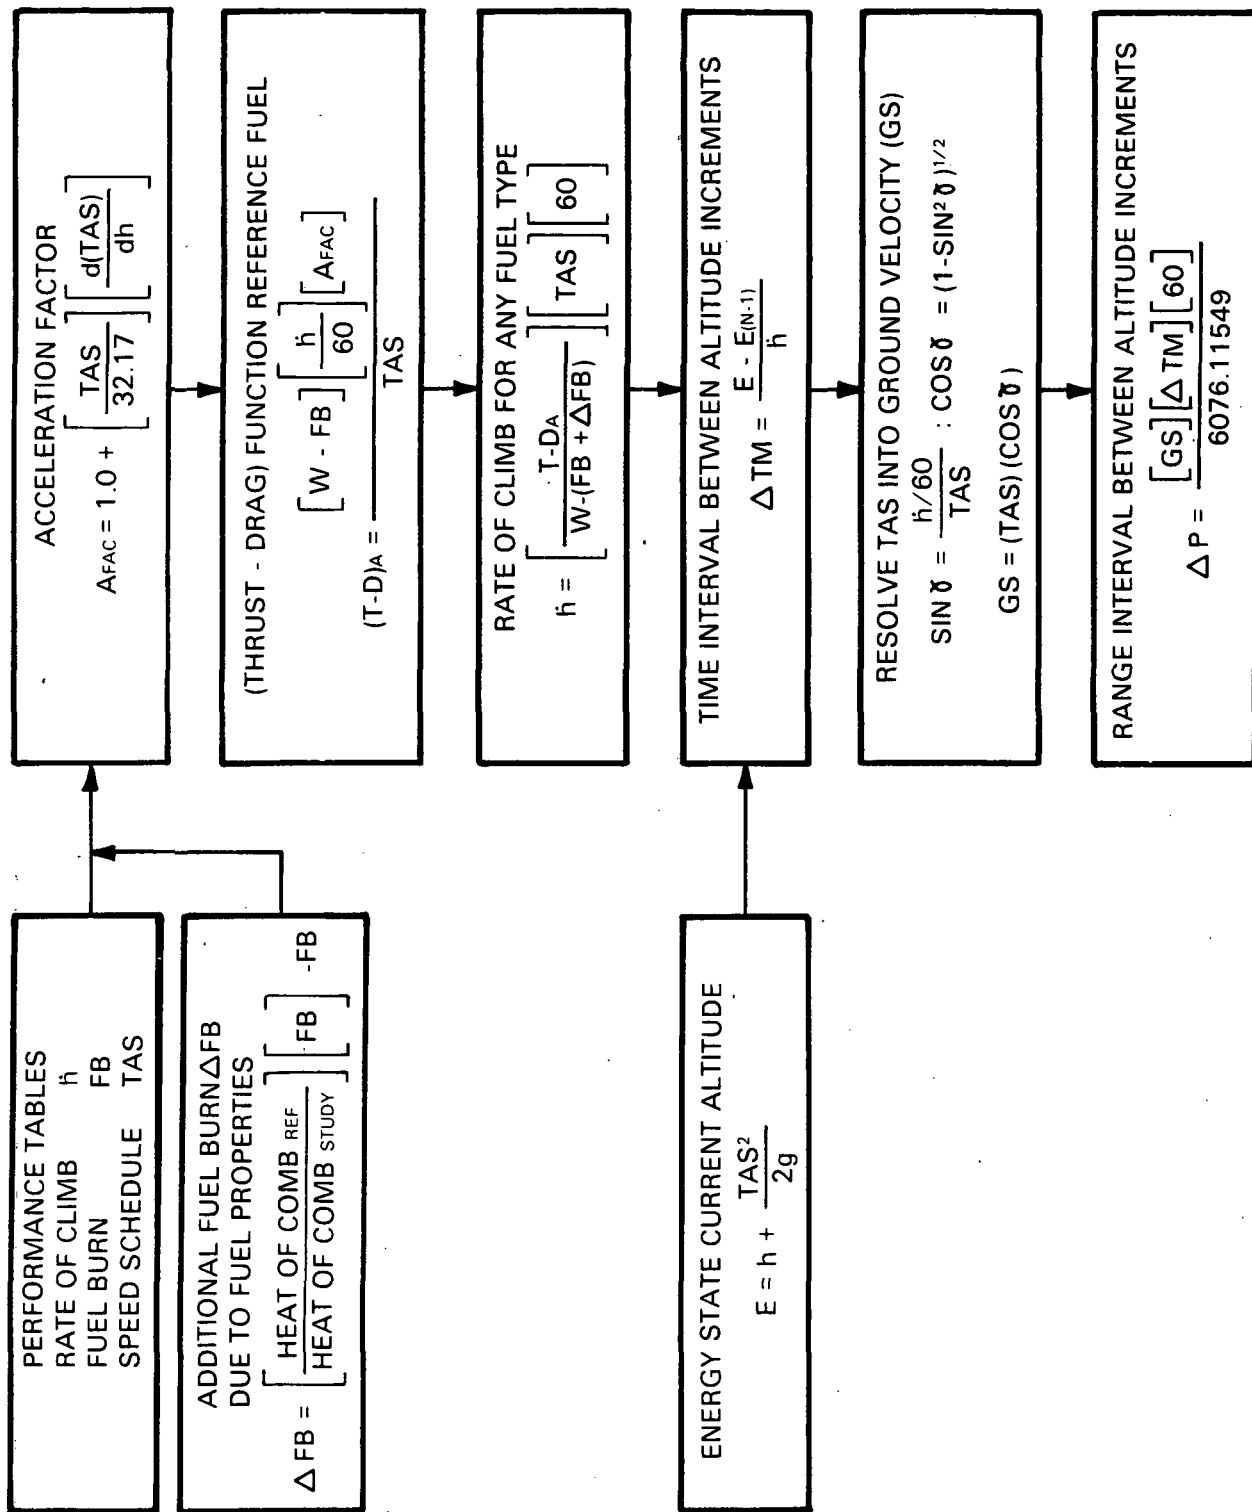 PERFORMANCE TABLES
RATE OF CLIMB ḣ
FUEL BURN FB
SPEED SCHEDULE TAS
ADDITIONAL FUEL BURN ΔFB
DUE TO FUEL PROPERTIES
ΔFB = [HEAT OF COMB REF / HEAT OF COMB STUDY] [FB] -FB
ENERGY STATE CURRENT ALTITUDE
E = h + TAS² / 2g
ACCELERATION FACTOR
AFAC = 1.0 + [TAS / 32.17] [d(TAS) / dh]
(THRUST - DRAG) FUNCTION REFERENCE FUEL
(T-D)A = [W - FB] [ḣ / 60] [AFAC] / TAS
RATE OF CLIMB FOR ANY FUEL TYPE
ḣ = [T-DA / W-(FB + ΔFB)] [TAS] [60]
TIME INTERVAL BETWEEN ALTITUDE INCREMENTS
ΔTM = E - E(N-1) / ḣ
RESOLVE TAS INTO GROUND VELOCITY (GS)
SIN γ = ḣ/60 / TAS : COS γ = (1-SIN² γ)1/2
GS = (TAS) (COS γ)
RANGE INTERVAL BETWEEN ALTITUDE INCREMENTS
ΔP = [GS] [ΔTM] [60] / 6076.11549